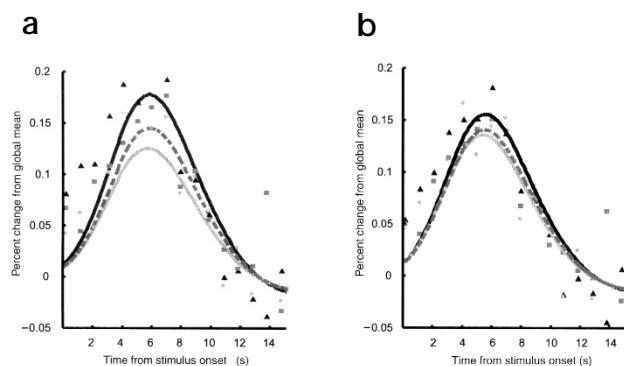 a
b
0.2
0.15
0.1
0.05
0
−0.05
Percent change from global mean
2 4 6 8 10 12 14
Time from stimulus onset (s)
0.2
0.15
0.1
0.05
0
−0.05
Percent change from global mean
2 4 6 8 10 12 14
Time from stimulus onset (s)